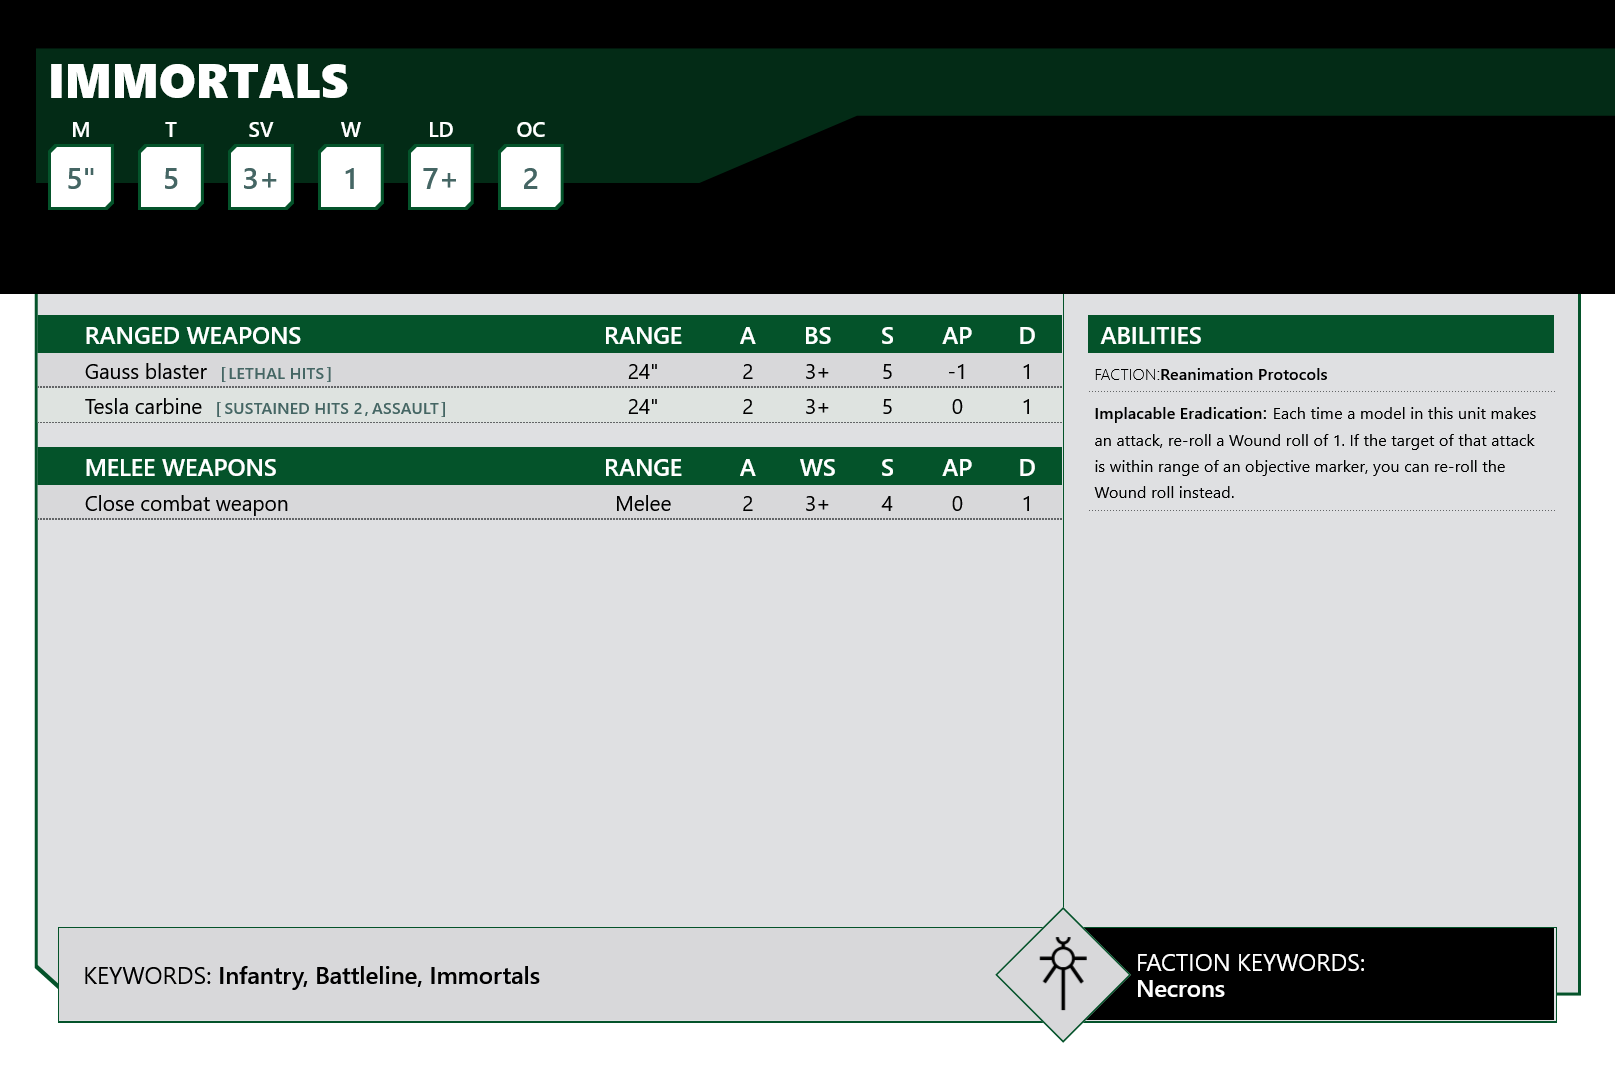 IMMORTALS
M T SV W LD OC
5" 5 3+ 1 7+ 2
RANGED WEAPONS RANGE A BS S AP D
Gauss blaster [LETHAL HITS] 24" 2 3+ 5 -1 1
Tesla carbine [SUSTAINED HITS 2, ASSAULT] 24" 2 3+ 5 0 1
MELEE WEAPONS RANGE A WS S AP D
Close combat weapon Melee 2 3+ 4 0 1
ABILITIES
FACTION:Reanimation Protocols
Implacable Eradication: Each time a model in this unit makes
an attack, re-roll a Wound roll of 1. If the target of that attack
is within range of an objective marker, you can re-roll the
Wound roll instead.
KEYWORDS: Infantry, Battleline, Immortals
FACTION KEYWORDS:
Necrons